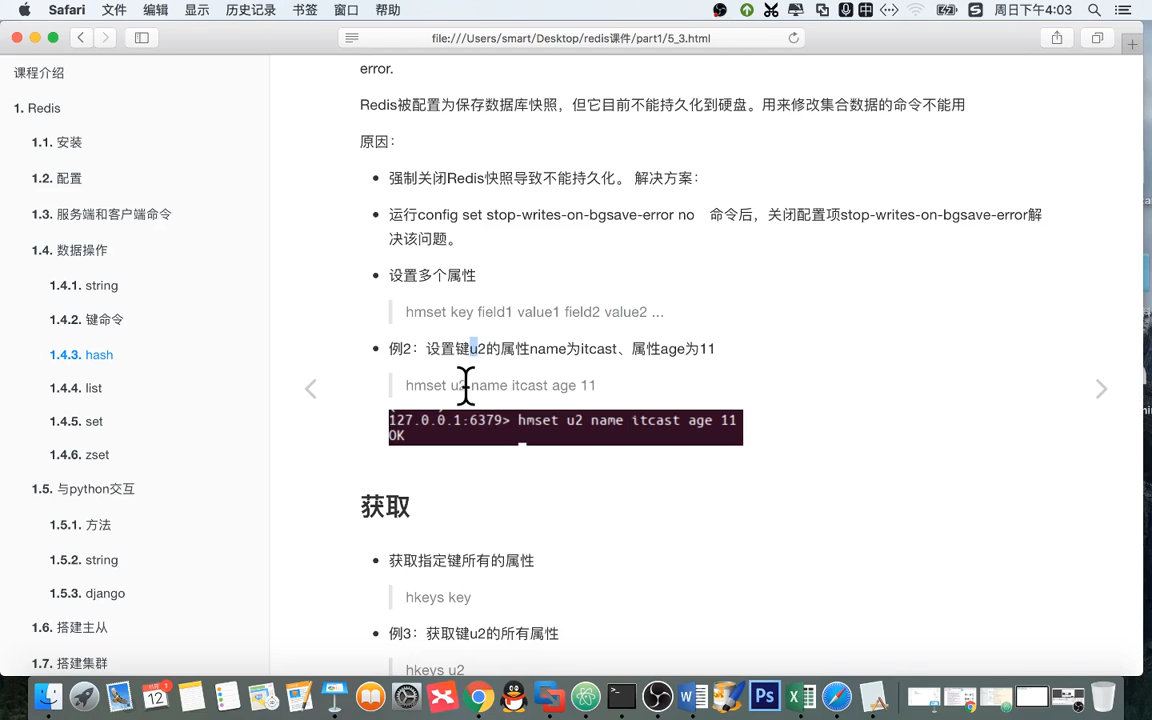 Safari 文件 编辑 显示 历史记录 书签 窗口 帮助 周日下午4:03
file:///Users/smart/Desktop/redis课件/part1/5_3.html
课程介绍
1. Redis
1.1. 安装
1.2. 配置
1.3. 服务端和客户端命令
1.4. 数据操作
1.4.1. string
1.4.2. 键命令
1.4.3. hash
1.4.4. list
1.4.5. set
1.4.6. zset
1.5. 与python交互
1.5.1. 方法
1.5.2. string
1.5.3. django
1.6. 搭建主从
1.7. 搭建集群
error.
Redis被配置为保存数据库快照，但它目前不能持久化到硬盘。用来修改集合数据的命令不能用
原因：
强制关闭Redis快照导致不能持久化。 解决方案：
运行config set stop-writes-on-bgsave-error no 命令后，关闭配置项stop-writes-on-bgsave-error解
决该问题。
设置多个属性
hmset key field1 value1 field2 value2 ...
例2：设置键u2的属性name为itcast、属性age为11
hmset u2 name itcast age 11
127.0.0.1:6379> hmset u2 name itcast age 11
OK
获取
获取指定键所有的属性
hkeys key
例3：获取键u2的所有属性
hkeys u2